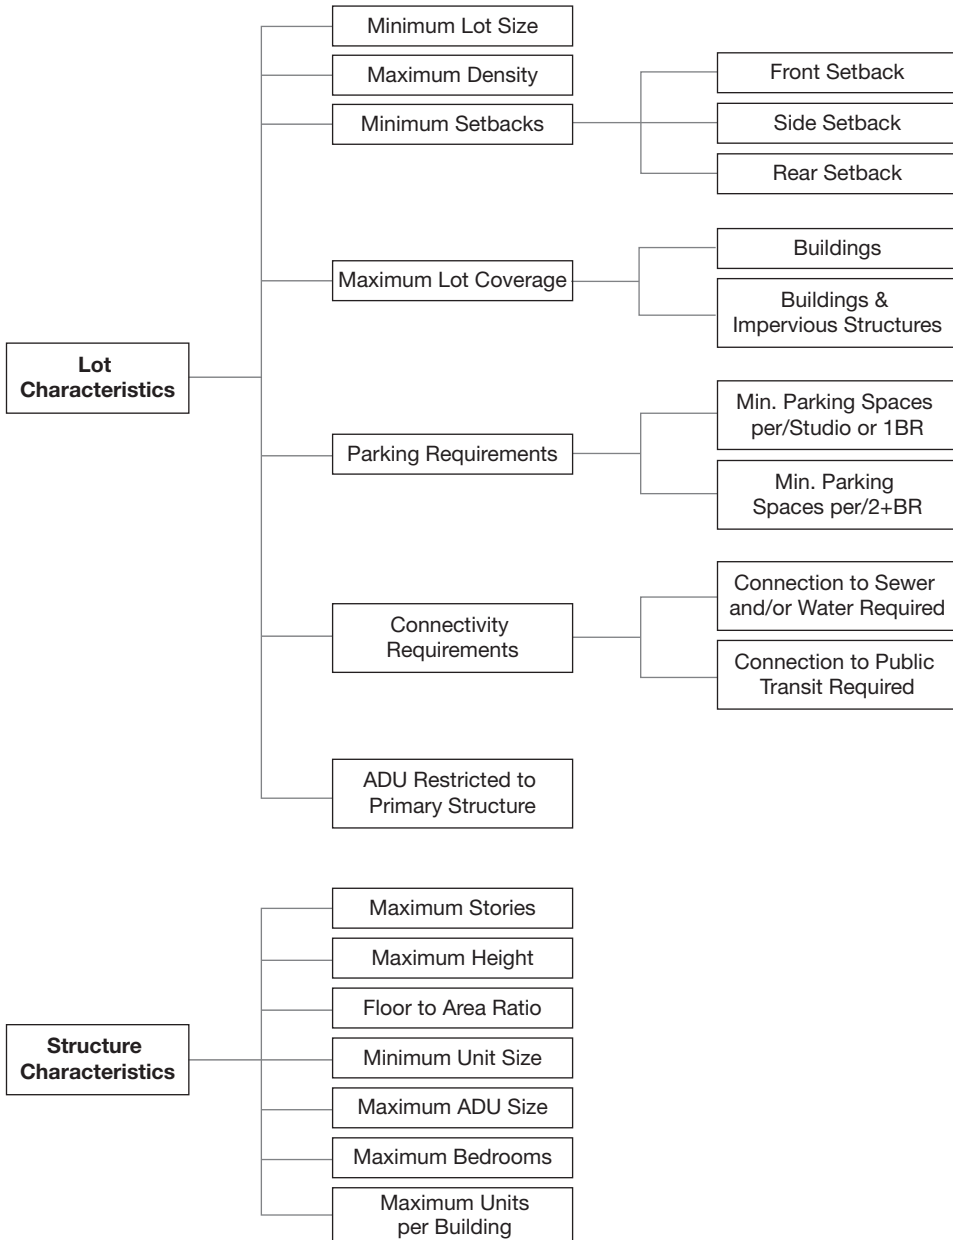 Lot
Characteristics
Minimum Lot Size
Maximum Density
Minimum Setbacks
Front Setback
Side Setback
Rear Setback
Maximum Lot Coverage
Buildings
Buildings &
Impervious Structures
Parking Requirements
Min. Parking Spaces
per/Studio or 1BR
Min. Parking
Spaces per/2+BR
Connectivity
Requirements
Connection to Sewer
and/or Water Required
Connection to Public
Transit Required
ADU Restricted to
Primary Structure
Structure
Characteristics
Maximum Stories
Maximum Height
Floor to Area Ratio
Minimum Unit Size
Maximum ADU Size
Maximum Bedrooms
Maximum Units
per Building